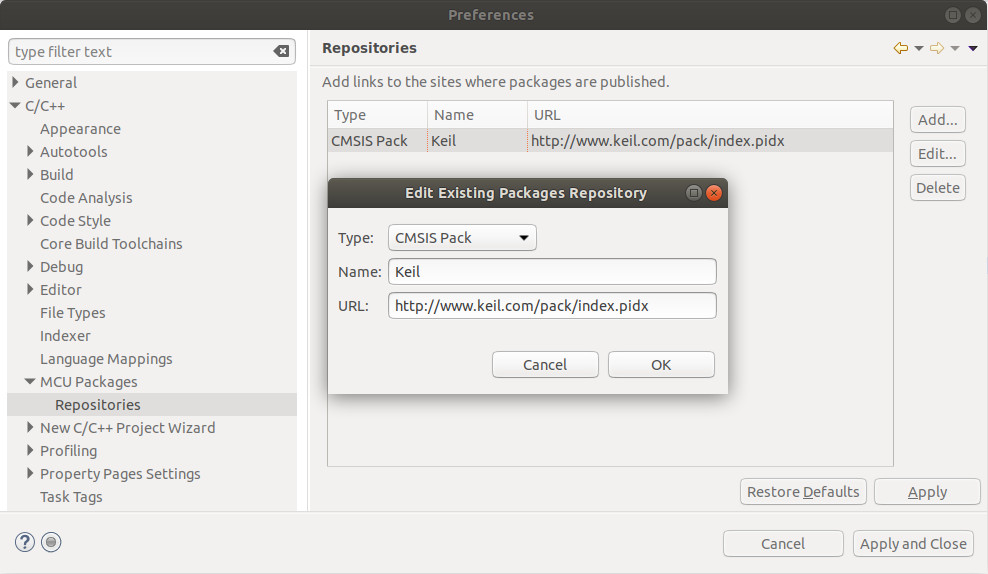 Preferences
type filter text
General
C/C++
Appearance
Autotools
Build
Code Analysis
Code Style
Core Build Toolchains
Debug
Editor
File Types
Indexer
Language Mappings
MCU Packages
Repositories
New C/C++ Project Wizard
Profiling
Property Pages Settings
Task Tags
Repositories
Add links to the sites where packages are published.
Type Name URL
CMSIS Pack Keil http://www.keil.com/pack/index.pidx
Add...
Edit...
Delete
Edit Existing Packages Repository
Type: CMSIS Pack
Name: Keil
URL: http://www.keil.com/pack/index.pidx
Cancel OK
Restore Defaults Apply
? Cancel Apply and Close